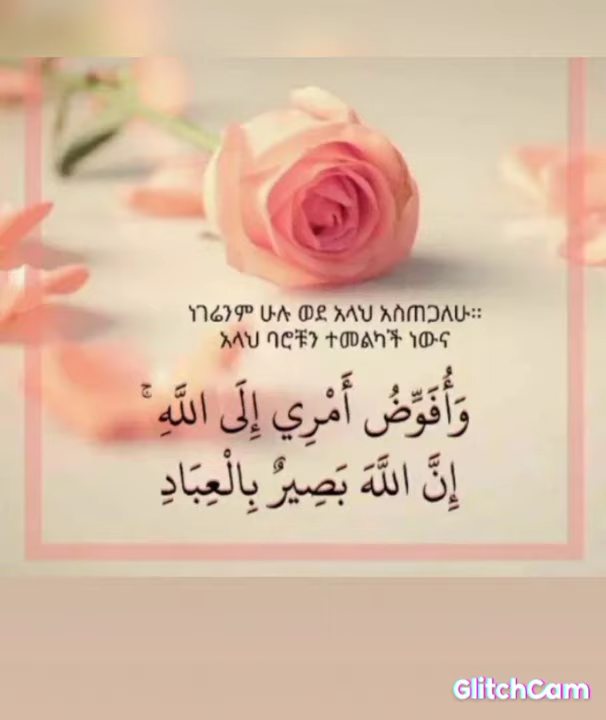 ነገሬንም ሁሉ ወደ አላህ አስጠጋለሁ፡፡
አላህ ባሮቹን ተመልካች ነውና
وَأُفَوِّضُ أَمْرِي إِلَى اللَّهِ ۚ
إِنَّ اللَّهَ بَصِيرٌ بِالْعِبَادِ
GlitchCam